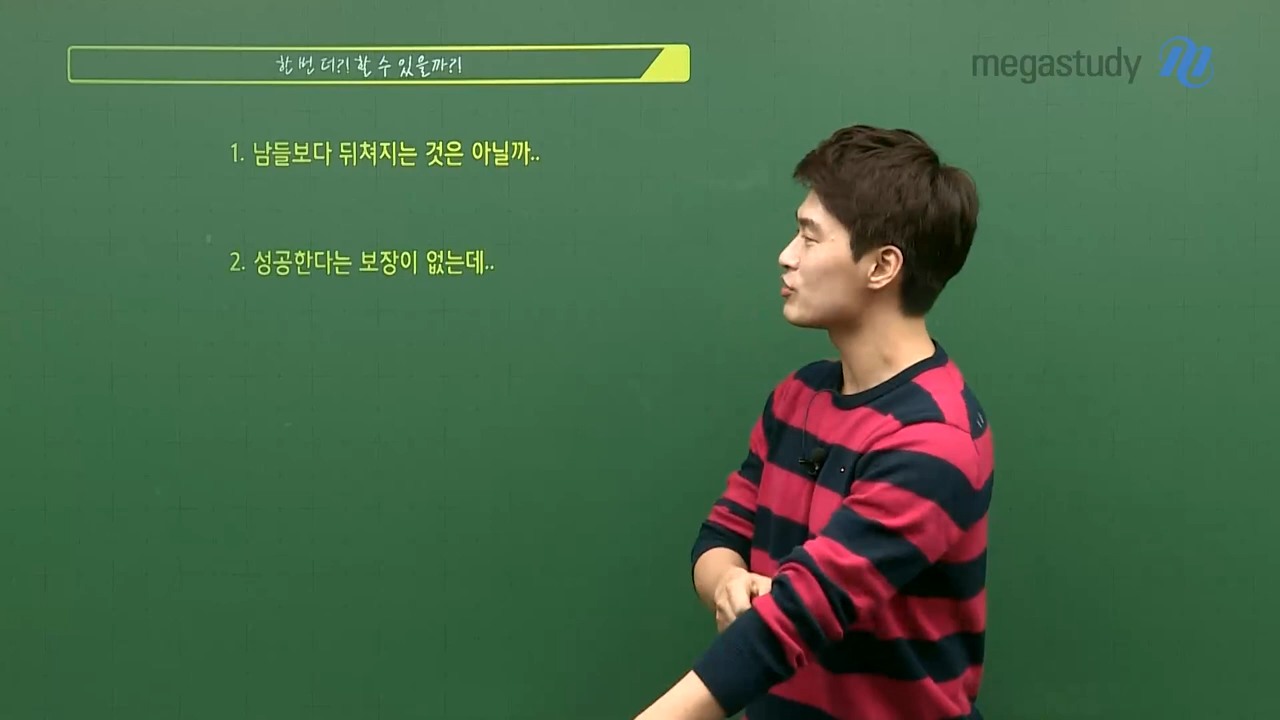 한 번 더?! 할 수 있을까?!
megastudy
1. 남들보다 뒤쳐지는 것은 아닐까..
2. 성공한다는 보장이 없는데..